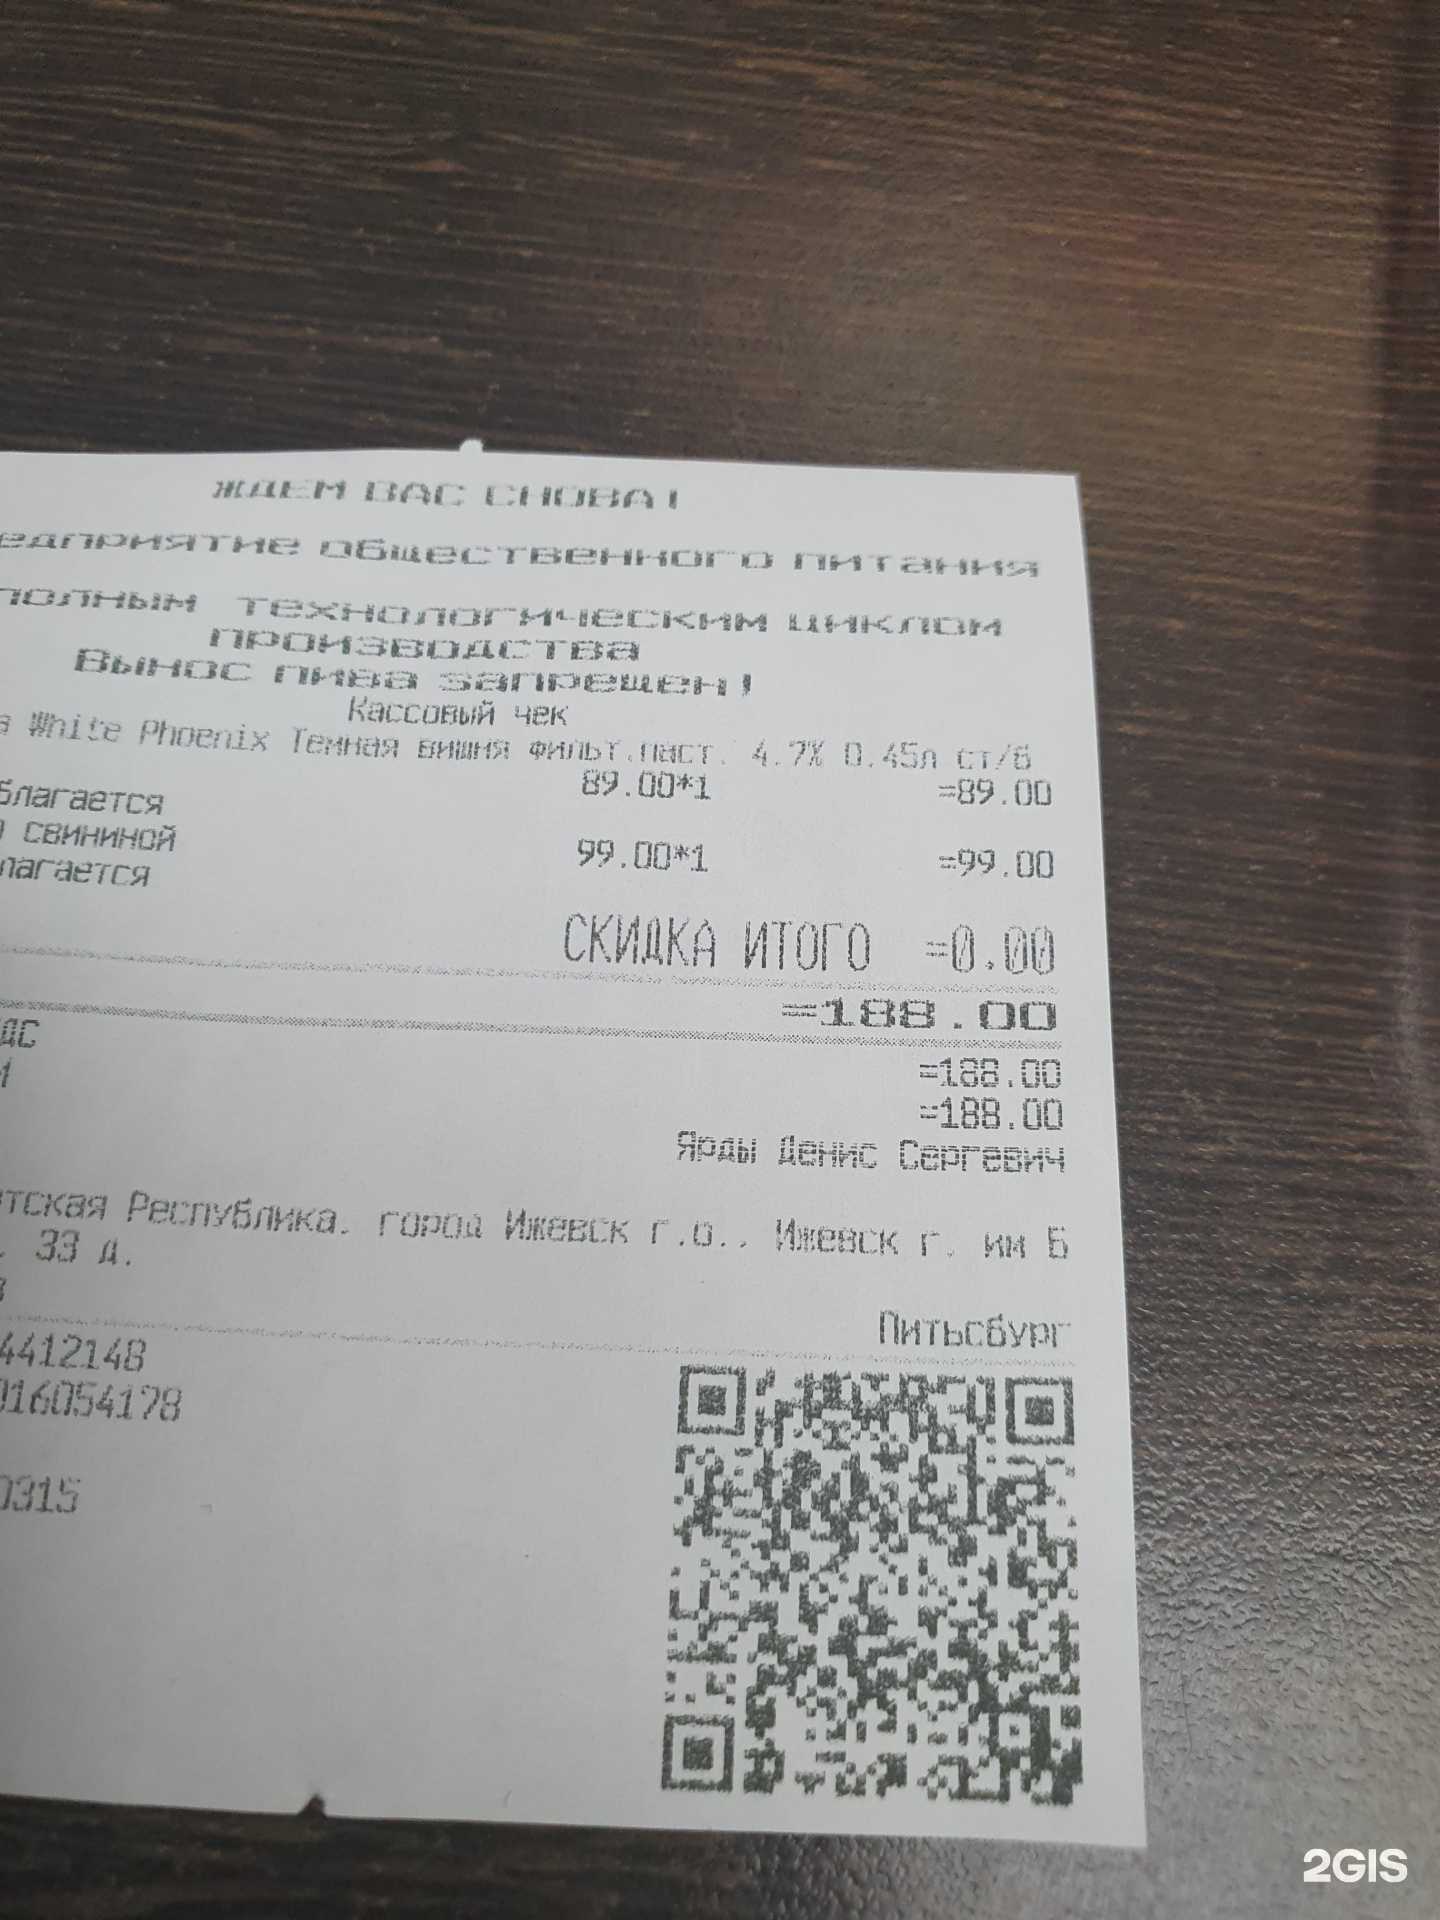 ЖДЕМ ВАС СНОВА!
едприятие общественного питания
полным технологическим циклом
производства
Вынос пива запрещен!
Кассовый чек
а White Phoenix Темная вишня фильт.паст. 4.7% 0.45л ст/б
89.00*1 =89.00
благается
свининой
99.00*1 =99.00
лагается
СКИДКА ИТОГО =0.00
=188.00
ДС =188.00
=188.00
Ярды Денис Сергевич
тская Республика. город Ижевск г.о., Ижевск г. им Б
. 33 д.
Питьсбург
4412148
016054178
0315
2GIS